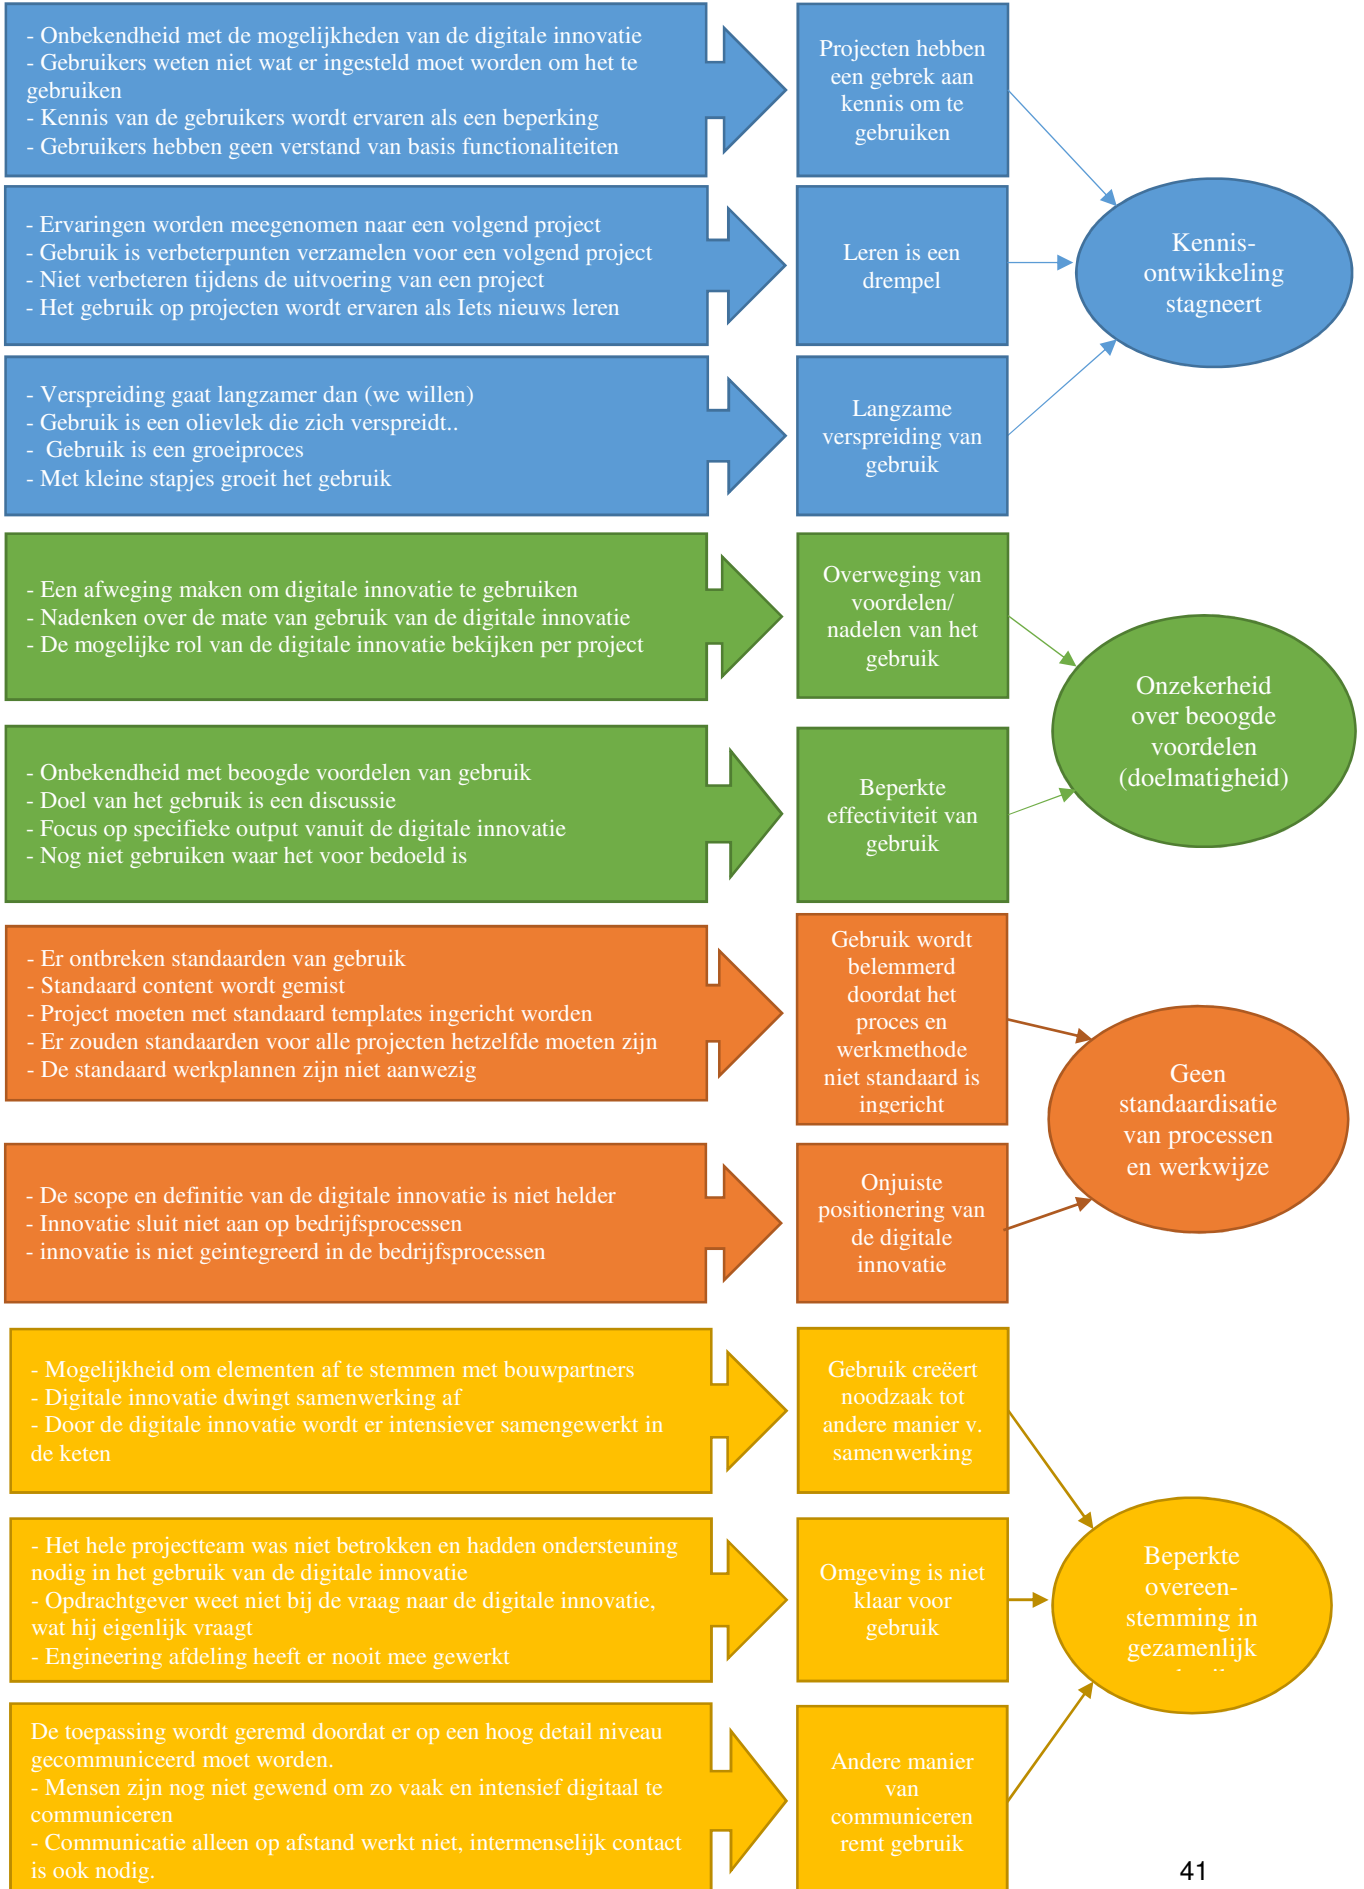 - Onbekendheid met de mogelijkheden van de digitale innovatie
- Gebruikers weten niet wat er ingesteld moet worden om het te
gebruiken
- Kennis van de gebruikers wordt ervaren als een beperking
- Gebruikers hebben geen verstand van basis functionaliteiten
Projecten hebben
een gebrek aan
kennis om te
gebruiken
- Ervaringen worden meegenomen naar een volgend project
- Gebruik is verbeterpunten verzamelen voor een volgend project
- Niet verbeteren tijdens de uitvoering van een project
- Het gebruik op projecten wordt ervaren als Iets nieuws leren
Leren is een
drempel
Kennis-
ontwikkeling
stagneert
- Verspreiding gaat langzamer dan (we willen)
- Gebruik is een olievlek die zich verspreidt..
-  Gebruik is een groeiproces
- Met kleine stapjes groeit het gebruik
Langzame
verspreiding van
gebruik
- Een afweging maken om digitale innovatie te gebruiken
- Nadenken over de mate van gebruik van de digitale innovatie
- De mogelijke rol van de digitale innovatie bekijken per project
Overweging van
voordelen/
nadelen van het
gebruik
Onzekerheid
over beoogde
voordelen
(doelmatigheid)
- Onbekendheid met beoogde voordelen van gebruik
- Doel van het gebruik is een discussie
- Focus op specifieke output vanuit de digitale innovatie
- Nog niet gebruiken waar het voor bedoeld is
Beperkte
effectiviteit van
gebruik
- Er ontbreken standaarden van gebruik
- Standaard content wordt gemist
- Project moeten met standaard templates ingericht worden
- Er zouden standaarden voor alle projecten hetzelfde moeten zijn
- De standaard werkplannen zijn niet aanwezig
Gebruik wordt
belemmerd
doordat het
proces en
werkmethode
niet standaard is
ingericht
Geen
standaardisatie
van processen
en werkwijze
- De scope en definitie van de digitale innovatie is niet helder
- Innovatie sluit niet aan op bedrijfsprocessen
- innovatie is niet geintegreerd in de bedrijfsprocessen
Onjuiste
positionering van
de digitale
innovatie
- Mogelijkheid om elementen af te stemmen met bouwpartners
- Digitale innovatie dwingt samenwerking af
- Door de digitale innovatie wordt er intensiever samengewerkt in
de keten
Gebruik creëert
noodzaak tot
andere manier v.
samenwerking
- Het hele projectteam was niet betrokken en hadden ondersteuning
nodig in het gebruik van de digitale innovatie
- Opdrachtgever weet niet bij de vraag naar de digitale innovatie,
wat hij eigenlijk vraagt
- Engineering afdeling heeft er nooit mee gewerkt
Omgeving is niet
klaar voor
gebruik
Beperkte
overeen-
stemming in
gezamenlijk
De toepassing wordt geremd doordat er op een hoog detail niveau
gecommuniceerd moet worden.
- Mensen zijn nog niet gewend om zo vaak en intensief digitaal te
communiceren
- Communicatie alleen op afstand werkt niet, intermenselijk contact
is ook nodig.
Andere manier
van
communiceren
remt gebruik
41